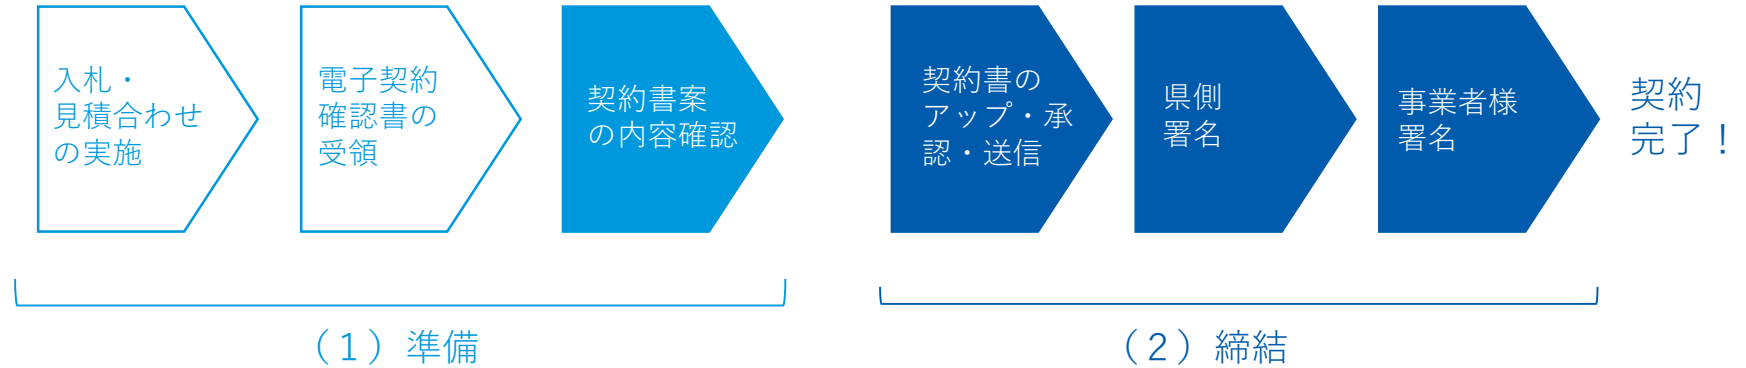 入札・
見積合わせ
の実施
電子契約
確認書の
受領
契約書案
の内容確認
契約書の
アップ・承
認・送信
県側
署名
事業者様
署名
契約
完了！
（１）準備
（２）締結